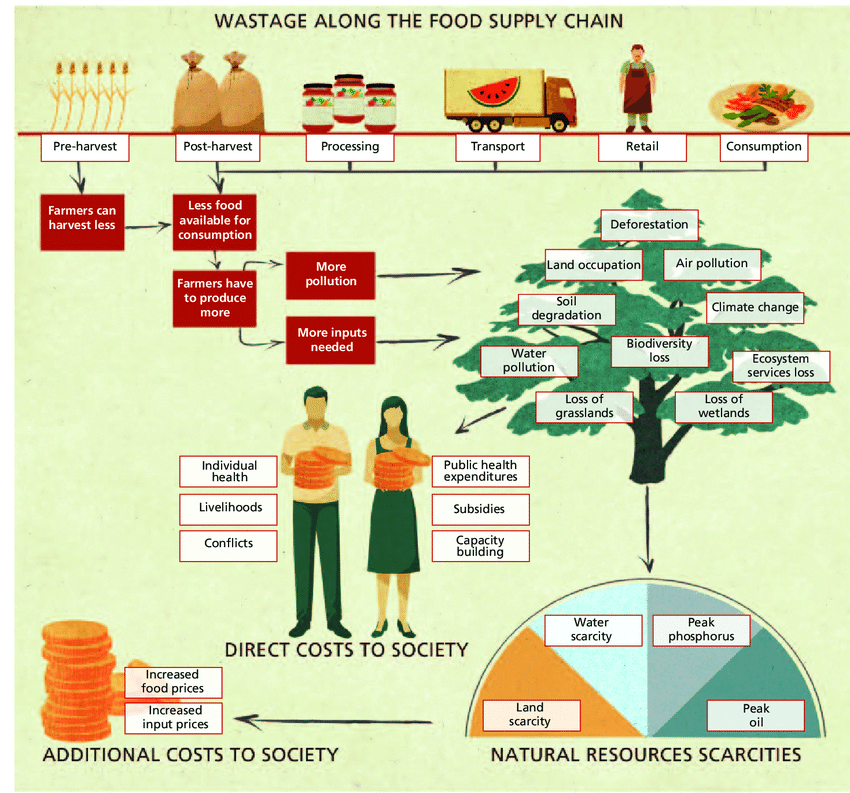 WASTAGE ALONG THE FOOD SUPPLY CHAIN
Pre-harvest
Post-harvest
Processing
Transport
Retail
Consumption
Farmers can
harvest less
Less food
available for
consumption
Farmers have
to produce
more
More
pollution
More inputs
needed
Deforestation
Land occupation
Air pollution
Soil
degradation
Climate change
Water
pollution
Biodiversity
loss
Ecosystem
services loss
Loss of
grasslands
Loss of
wetlands
Individual
health
Livelihoods
Conflicts
Public health
expenditures
Subsidies
Capacity
building
DIRECT COSTS TO SOCIETY
Water
scarcity
Peak
phosphorus
Land
scarcity
Peak
oil
NATURAL RESOURCES SCARCITIES
Increased
food prices
Increased
input prices
ADDITIONAL COSTS TO SOCIETY